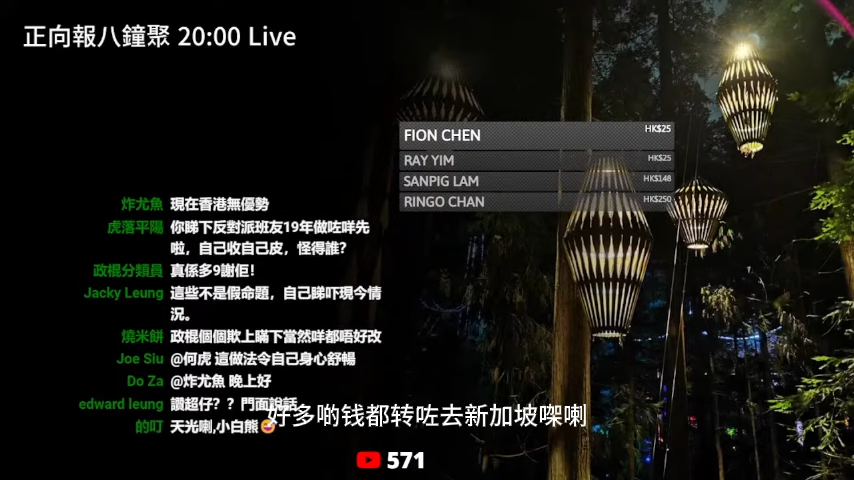 正向報八鐘聚 20:00 Live
FION CHEN HK$25
RAY YIM HK$25
SANPIG LAM HK$148
RINGO CHAN HK$250
炸尤魚 現在香港無優勢
虎落平陽 你睇下反對派班友19年做咗咩先
啦，自己收自己皮，怪得誰？
政棍分類員 真係多9謝佢！
Jacky Leung 這些不是假命題，自己睇吓現今情
況。
燒米餅 政棍個個欺上瞞下當然咩都唔好改
Joe Siu @何虎 這做法令自己身心舒暢
Do Za @炸尤魚 晚上好
edward leung 讚超仔？？門面說話
的叮 天光喇,小白熊🤣
好多啲钱都转咗去新加坡㗎喇
571